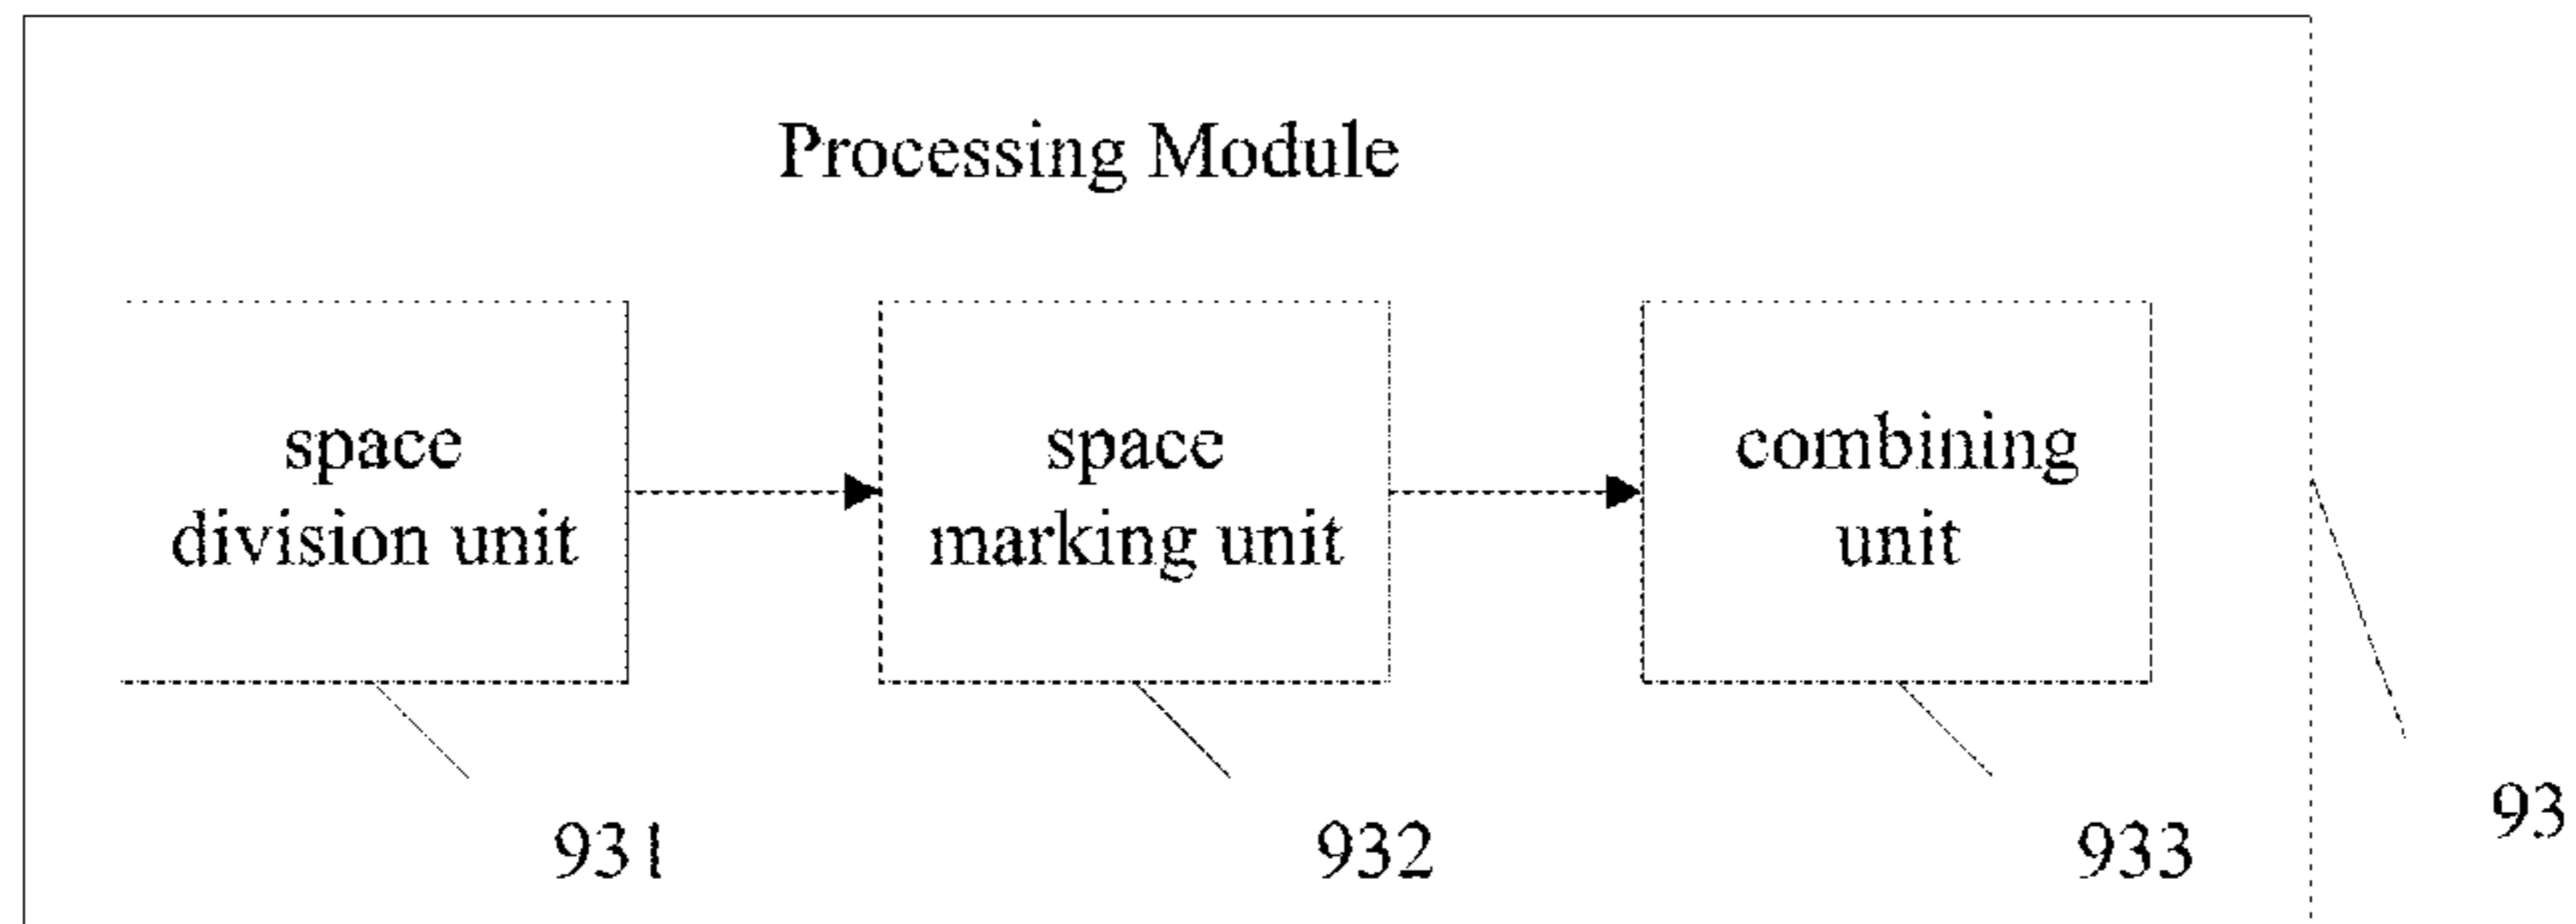 Processing Module
space
division unit
space
marking unit
combining
unit
931
932
933
93